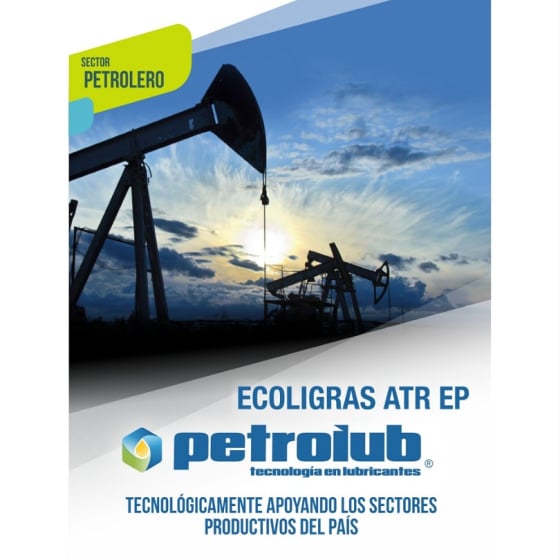 SECTOR
PETROLERO
ECOLIGRAS ATR EP
petrolub®
tecnología en lubricantes
TECNOLÓGICAMENTE APOYANDO LOS SECTORES
PRODUCTIVOS DEL PAÍS